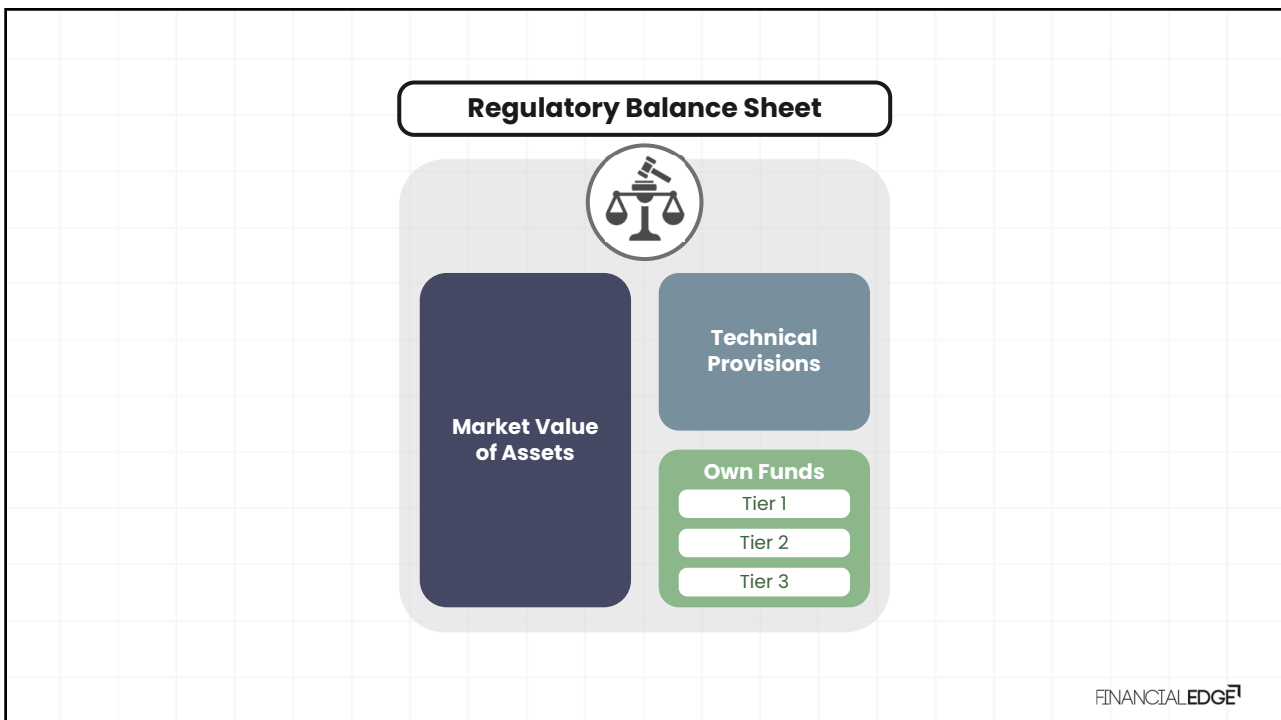 Regulatory Balance Sheet
Market Value
of Assets
Technical
Provisions
Own Funds
Tier 1
Tier 2
Tier 3
FINANCIALEDGE